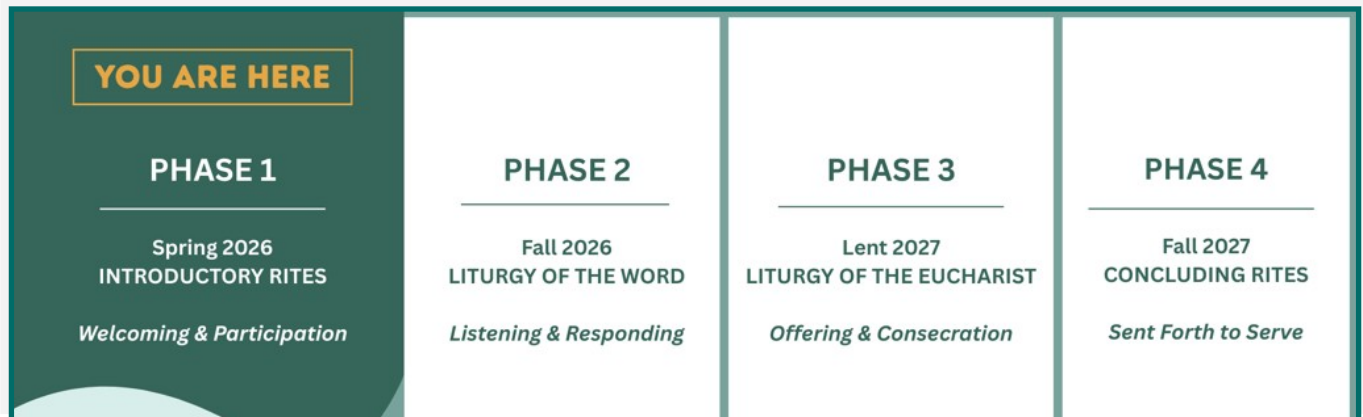 YOU ARE HERE
PHASE 1
Spring 2026
INTRODUCTORY RITES
Welcoming & Participation
PHASE 2
Fall 2026
LITURGY OF THE WORD
Listening & Responding
PHASE 3
Lent 2027
LITURGY OF THE EUCHARIST
Offering & Consecration
PHASE 4
Fall 2027
CONCLUDING RITES
Sent Forth to Serve